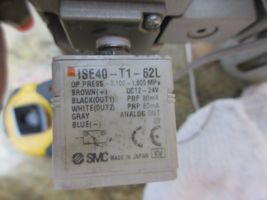 ISE40-T1-62L
OP PRESS. -0.100~1.000 MPa
BROWN(+) DC12~24V
BLACK(OUT1) PNP 80mA
WHITE(OUT2) PNP 80mA
GRAY ANALOG OUT
BLUE(-)
SMC MADE IN JAPAN